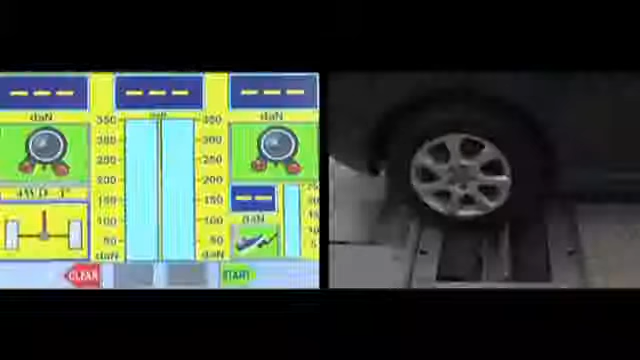 --- --- ---
daN daN
350 350
300 300
250 250
200 200
150 150
100 100
50 50
daN daN
daN
CLEAR START